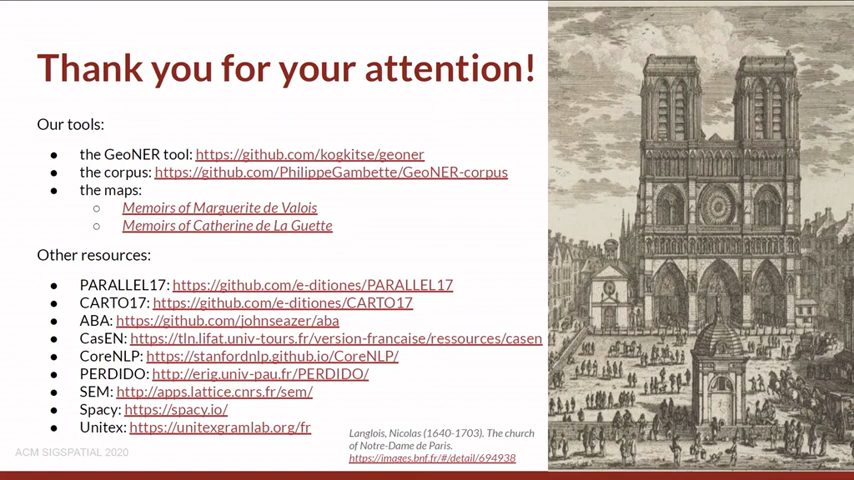 Thank you for your attention!
Our tools:
● the GeoNER tool: https://github.com/kogkitse/geoner
● the corpus: https://github.com/PhilippeGambette/GeoNER-corpus
● the maps:
○ Memoirs of Marguerite de Valois
○ Memoirs of Catherine de La Guette
Other resources:
● PARALLEL17: https://github.com/e-ditiones/PARALLEL17
● CARTO17: https://github.com/e-ditiones/CARTO17
● ABA: https://github.com/johnseazer/aba
● CasEN: https://tln.lifat.univ-tours.fr/version-francaise/ressources/casen
● CoreNLP: https://stanfordnlp.github.io/CoreNLP/
● PERDIDO: http://erig.univ-pau.fr/PERDIDO/
● SEM: http://apps.lattice.cnrs.fr/sem/
● Spacy: https://spacy.io/
● Unitex: https://unitexgramlab.org/fr
Langlois, Nicolas (1640-1703). The church
of Notre-Dame de Paris.
https://images.bnf.fr/#/detail/694938
ACM SIGSPATIAL 2020